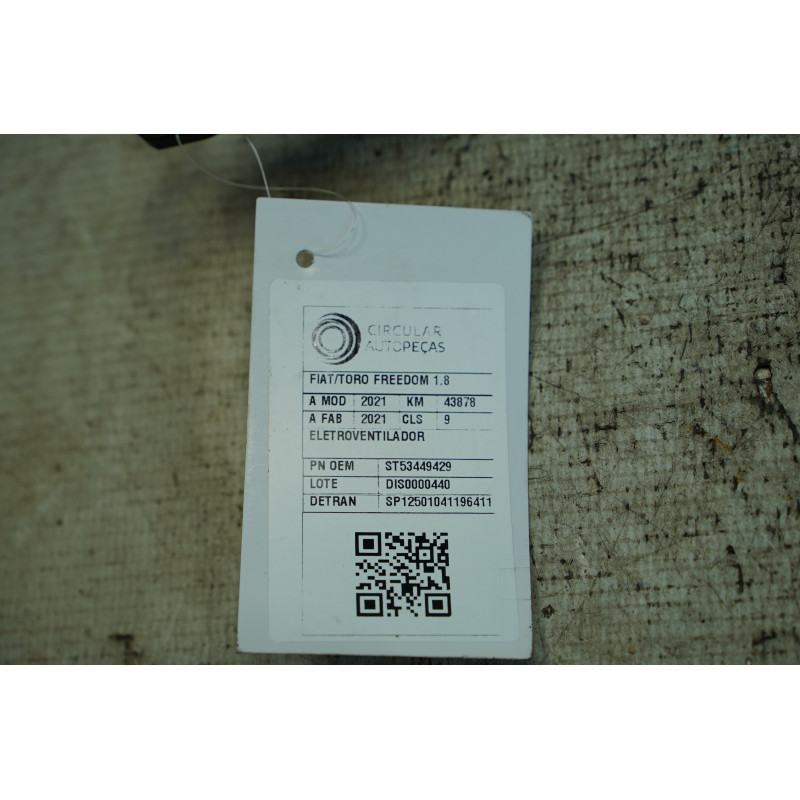 CIRCULAR
AUTOPEÇAS
FIAT/TORO FREEDOM 1.8
A MOD 2021 KM 43878
A FAB 2021 CLS 9
ELETROVENTILADOR
PN OEM ST53449429
LOTE DIS0000440
DETRAN SP12501041196411